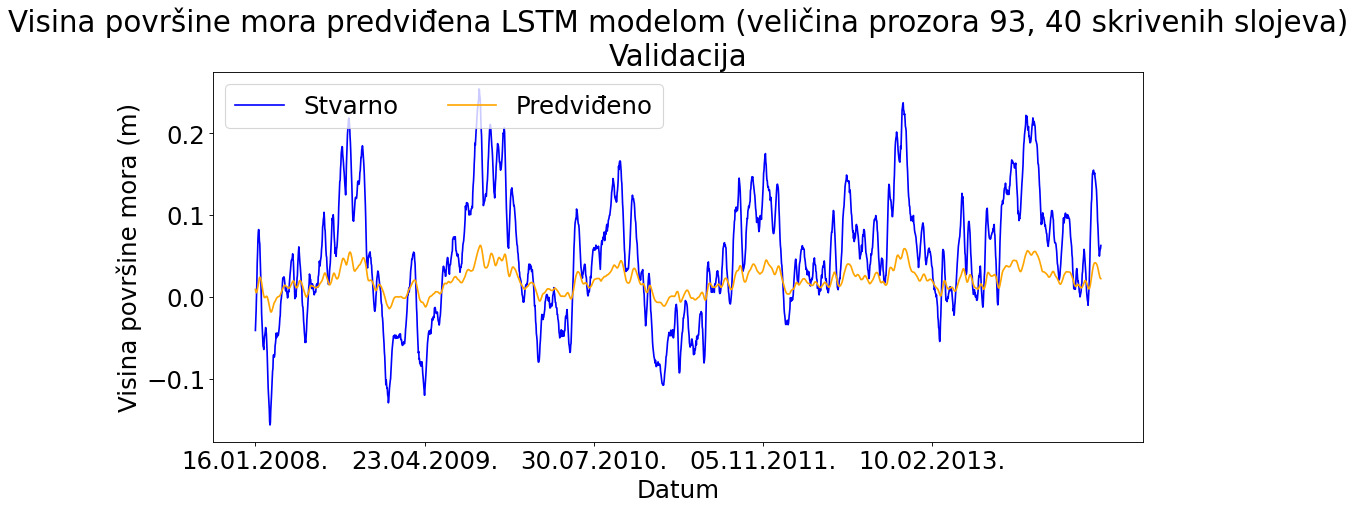 Visina površine mora predviđena LSTM modelom (veličina prozora 93, 40 skrivenih slojeva)
Validacija
Stvarno
Predviđeno
Visina površine mora (m)
0.2
0.1
0.0
−0.1
16.01.2008.
23.04.2009.
30.07.2010.
05.11.2011.
10.02.2013.
Datum